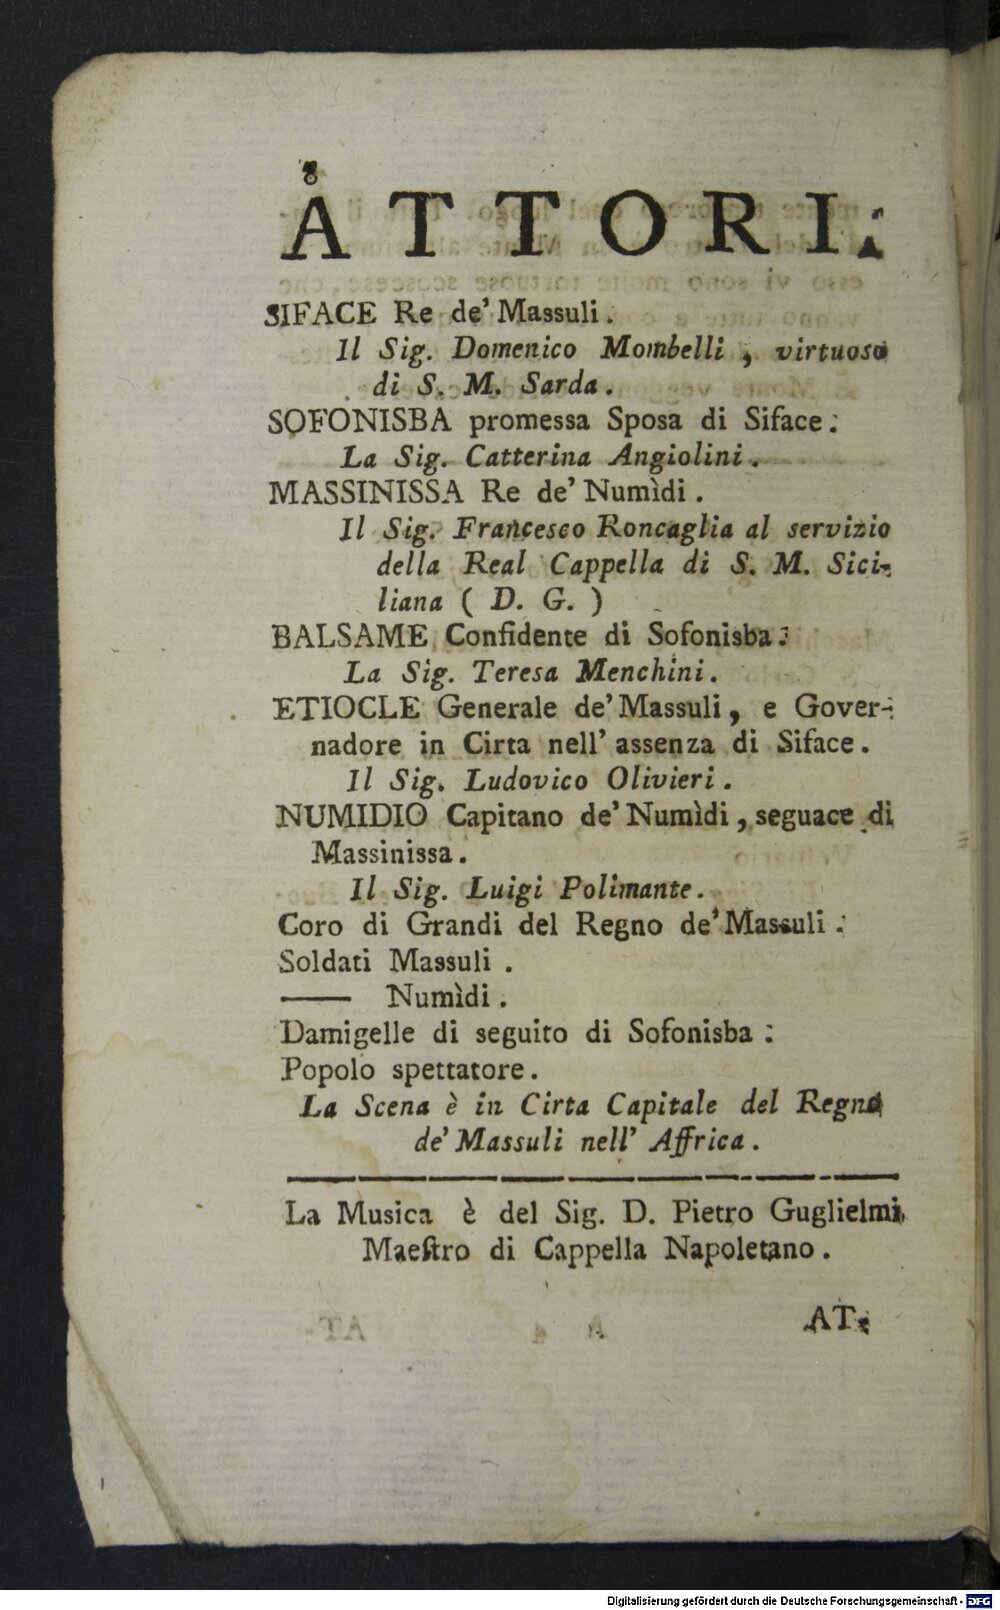 8
ATTORI.
SIFACE Re de' Massuli.
Il Sig. Domenico Mombelli, virtuoso
di S. M. Sarda.
SOFONISBA promessa Sposa di Siface.
La Sig. Catterina Angiolini.
MASSINISSA Re de' Numìdi.
Il Sig. Francesco Roncaglia al servizio
della Real Cappella di S. M. Sici-
liana ( D. G. )
BALSAME Confidente di Sofonisba.
La Sig. Teresa Menchini.
ETIOCLE Generale de' Massuli, e Gover-
nadore in Cirta nell' assenza di Siface.
Il Sig. Ludovico Olivieri.
NUMIDIO Capitano de' Numìdi, seguace di
Massinissa.
Il Sig. Luigi Polimante.
Coro di Grandi del Regno de' Massuli.
Soldati Massuli.
—— Numìdi.
Damigelle di seguito di Sofonisba.
Popolo spettatore.
La Scena è in Cirta Capitale del Regno
de' Massuli nell' Affrica.
La Musica è del Sig. D. Pietro Guglielmi
Maeſtro di Cappella Napoletano.
AT-
Digitalisierung gefördert durch die Deutsche Forschungsgemeinschaft - DFG